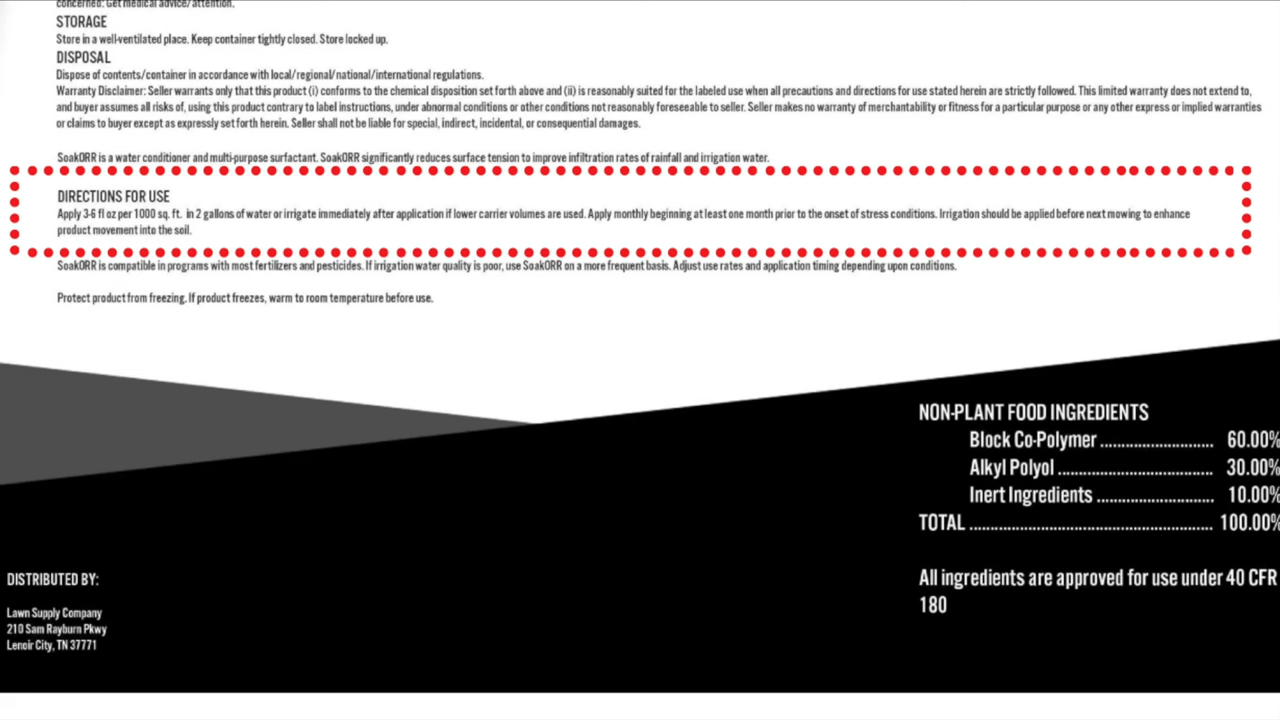 concerned: Get medical advice/attention.
STORAGE
Store in a well-ventilated place. Keep container tightly closed. Store locked up.
DISPOSAL
Dispose of contents/container in accordance with local/regional/national/international regulations.
Warranty Disclaimer: Seller warrants only that this product (i) conforms to the chemical disposition set forth above and (ii) is reasonably suited for the labeled use when all precautions and directions for use stated herein are strictly followed. This limited warranty does not extend to,
and buyer assumes all risks of, using this product contrary to label instructions, under abnormal conditions or other conditions not reasonably foreseeable to seller. Seller makes no warranty of merchantability or fitness for a particular purpose or any other express or implied warranties
or claims to buyer except as expressly set forth herein. Seller shall not be liable for special, indirect, incidental, or consequential damages.
SoakORR is a water conditioner and multi-purpose surfactant. SoakORR significantly reduces surface tension to improve infiltration rates of rainfall and irrigation water.
DIRECTIONS FOR USE
Apply 3-6 fl oz per 1000 sq. ft. in 2 gallons of water or irrigate immediately after application if lower carrier volumes are used. Apply monthly beginning at least one month prior to the onset of stress conditions. Irrigation should be applied before next mowing to enhance
product movement into the soil.
SoakORR is compatible in programs with most fertilizers and pesticides. If irrigation water quality is poor, use SoakORR on a more frequent basis. Adjust use rates and application timing depending upon conditions.
Protect product from freezing. If product freezes, warm to room temperature before use.
NON-PLANT FOOD INGREDIENTS
Block Co-Polymer ........................... 60.00%
Alkyl Polyol ..................................... 30.00%
Inert Ingredients ............................ 10.00%
TOTAL .......................................................... 100.00%
All ingredients are approved for use under 40 CFR
180
DISTRIBUTED BY:
Lawn Supply Company
210 Sam Rayburn Pkwy
Lenoir City, TN 37771